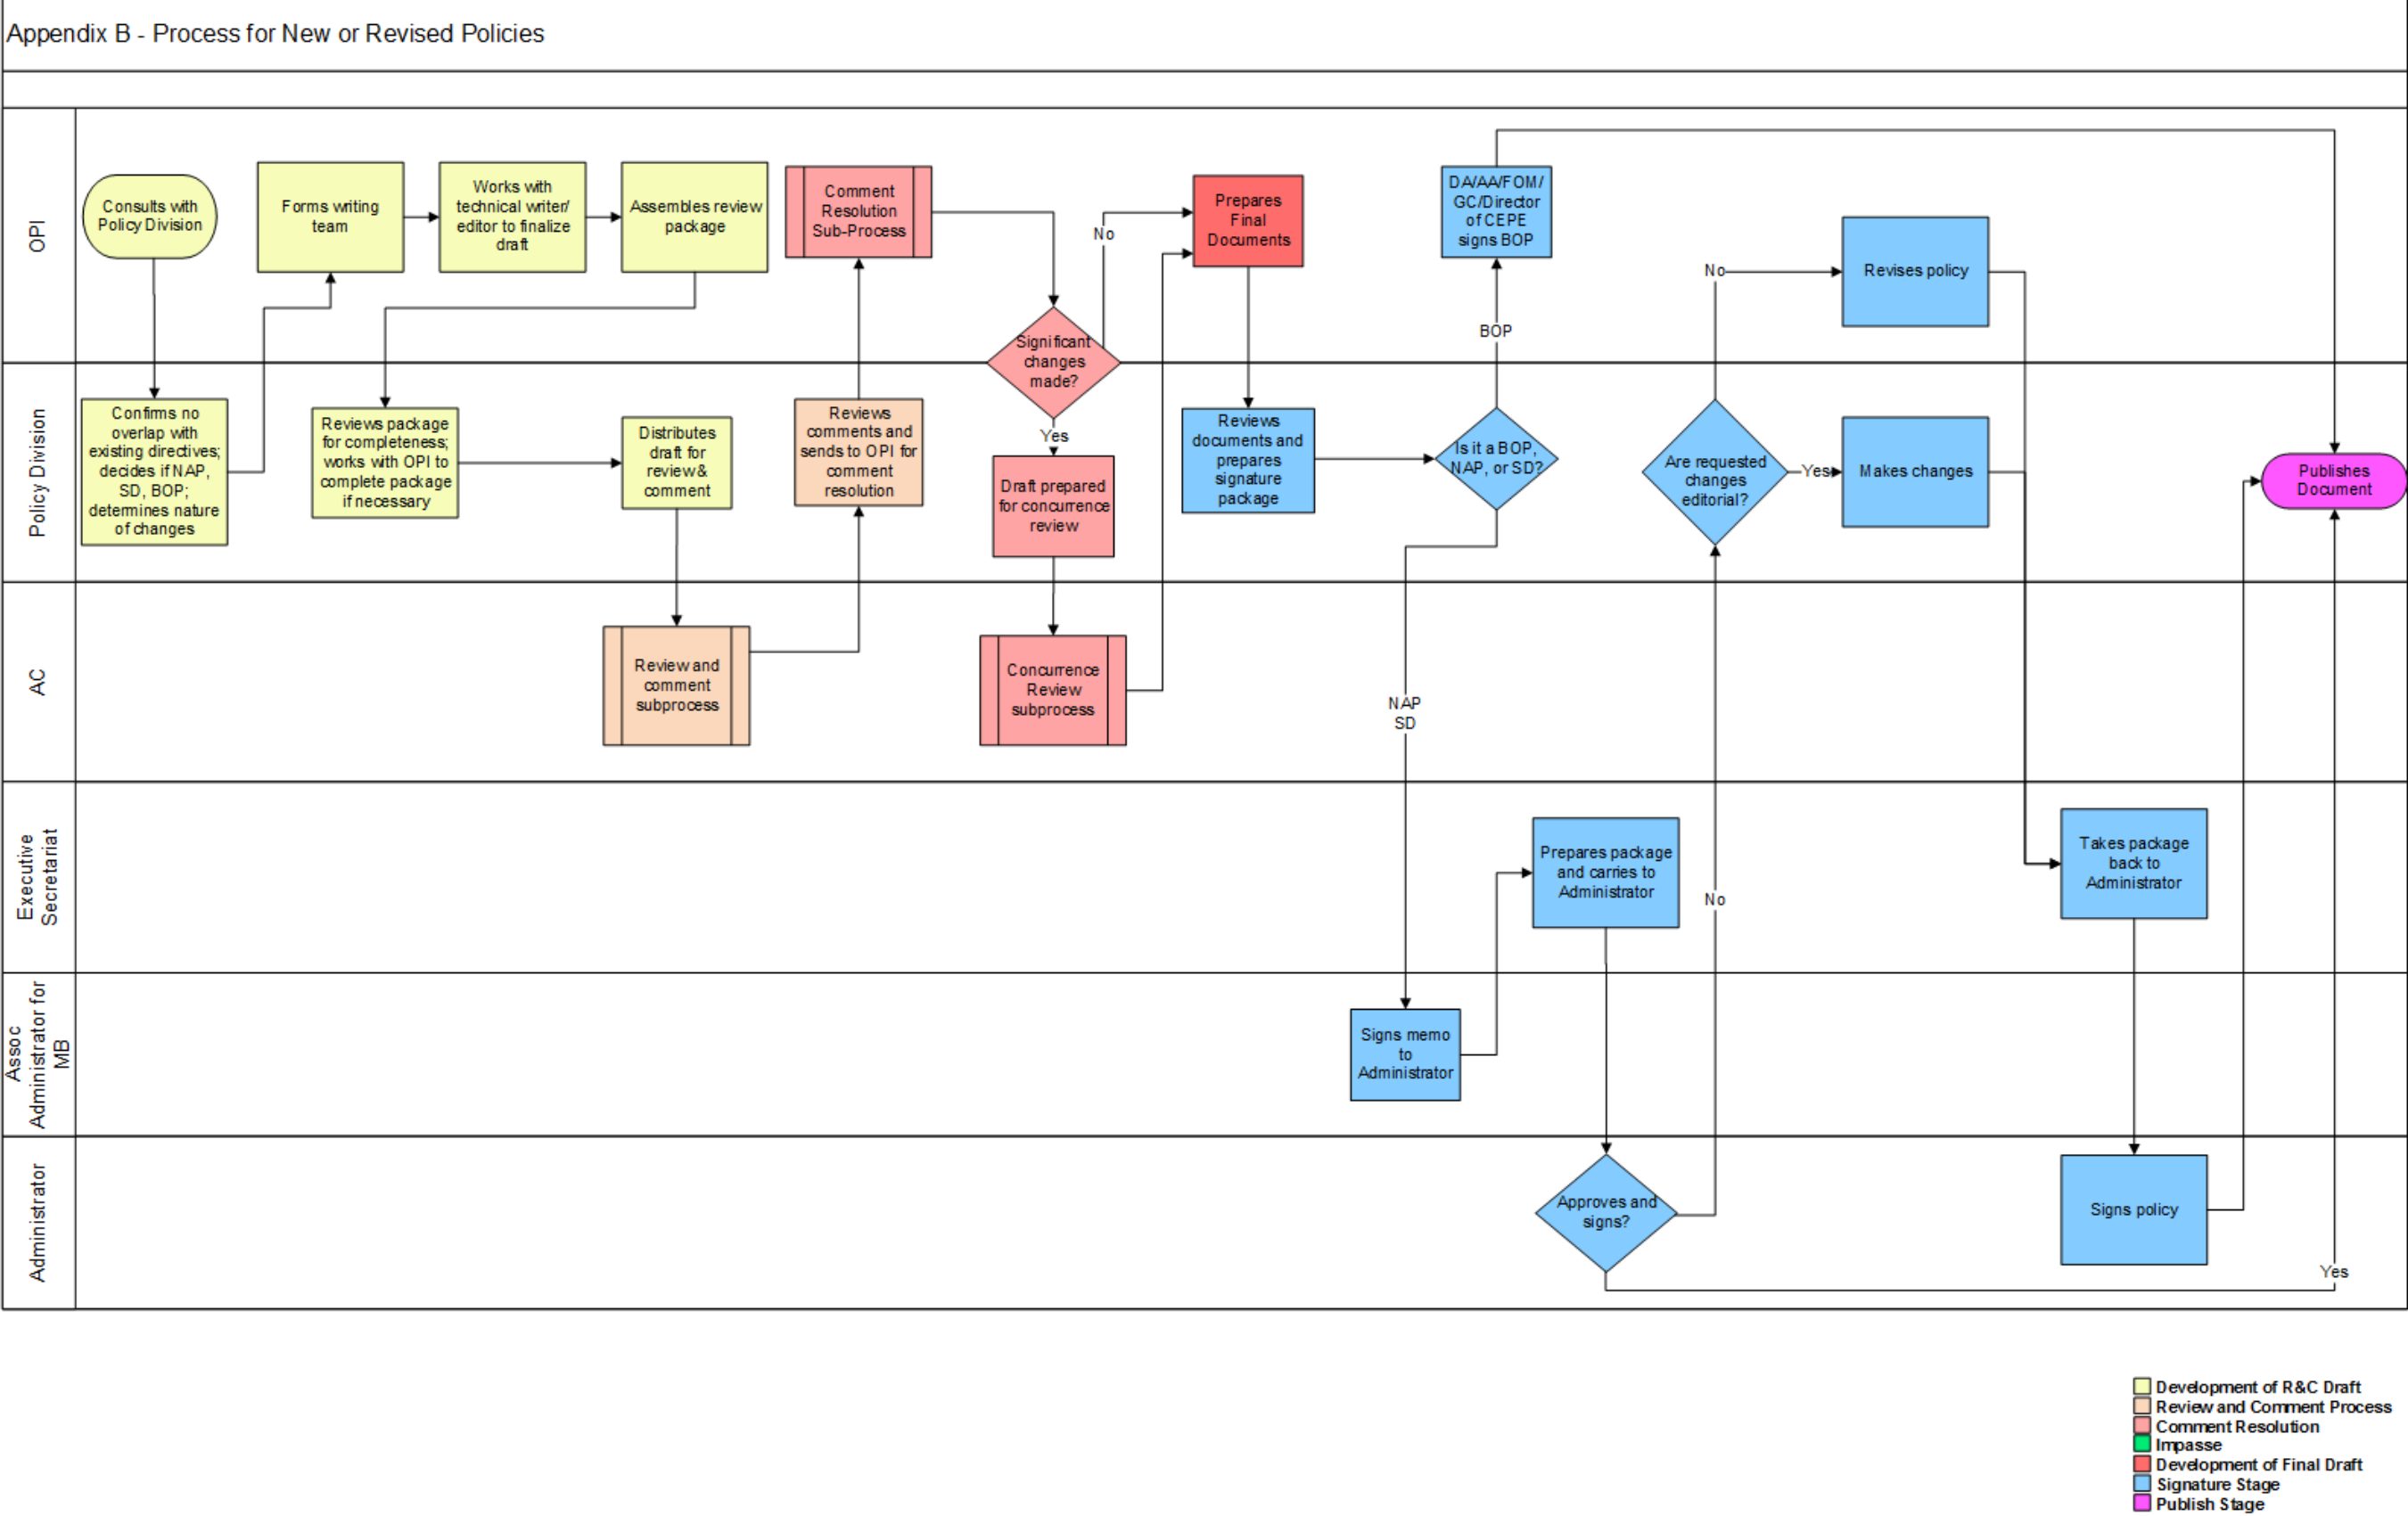 Appendix B - Process for New or Revised Policies
OPI
Consults with
Policy Division
Forms writing
team
Works with
technical writer/
editor to finalize
draft
Assembles review
package
Comment
Resolution
Sub-Process
No
Prepares
Final
Documents
DA/AA/FOM/
GC/Director
of CEPE
signs BOP
BOP
No
Revises policy
Significant
changes
made?
Yes
Policy Division
Confirms no
overlap with
existing directives;
decides if NAP,
SD, BOP;
determines nature
of changes
Reviews package
for completeness;
works with OPI to
complete package
if necessary
Distributes
draft for
review&
comment
Reviews
comments and
sends to OPI for
comment
resolution
Draft prepared
for concurrence
review
Reviews
documents and
prepares
signature
package
Is it a BOP,
NAP, or SD?
Are requested
changes
editorial?
Yes
Makes changes
Publishes
Document
AC
Review and
comment
subprocess
Concurrence
Review
subprocess
NAP
SD
Executive
Secretariat
Prepares package
and carries to
Administrator
No
Takes package
back to
Administrator
Assoc
Administrator for
MB
Signs memo
to
Administrator
Administrator
Approves and
signs?
Signs policy
Yes
Development of R&C Draft
Review and Comment Process
Comment Resolution
Impasse
Development of Final Draft
Signature Stage
Publish Stage